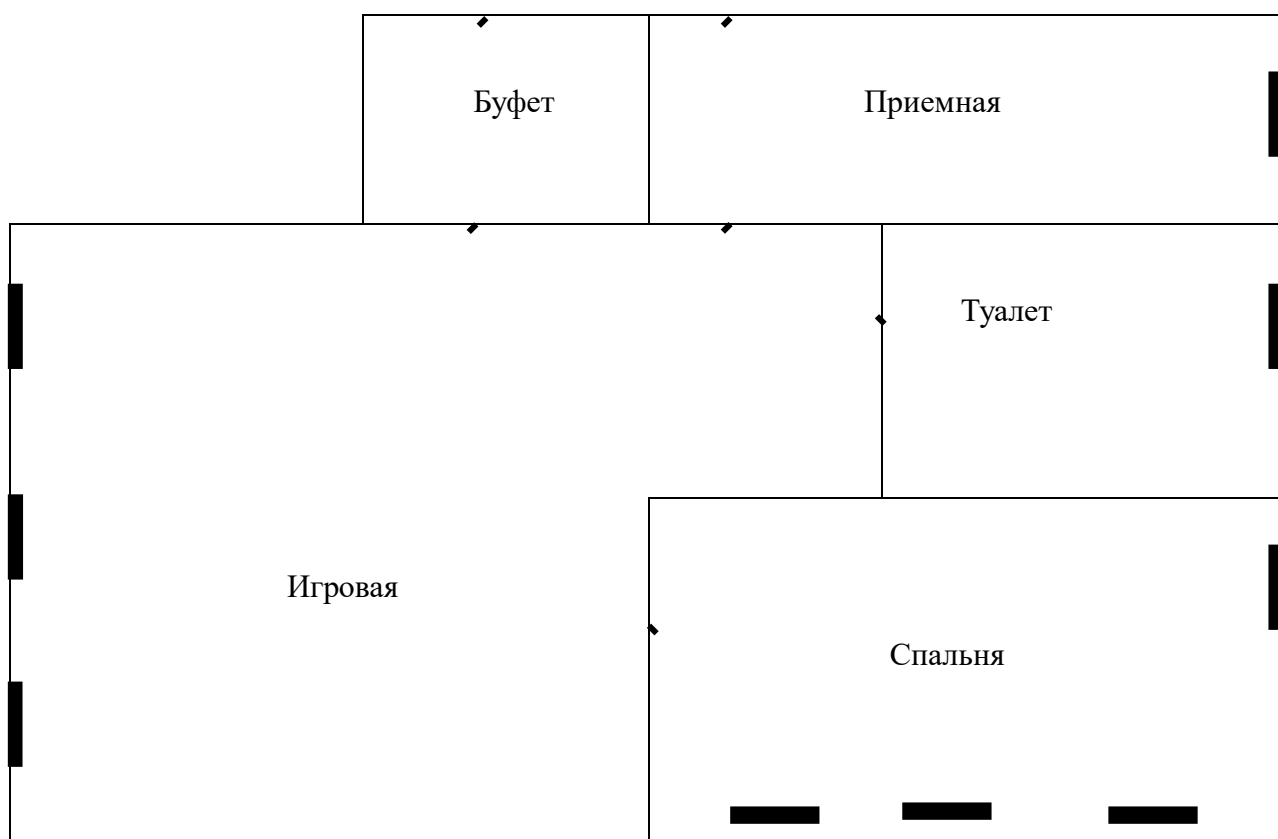 Буфет
Приемная
Туалет
Игровая
Спальня